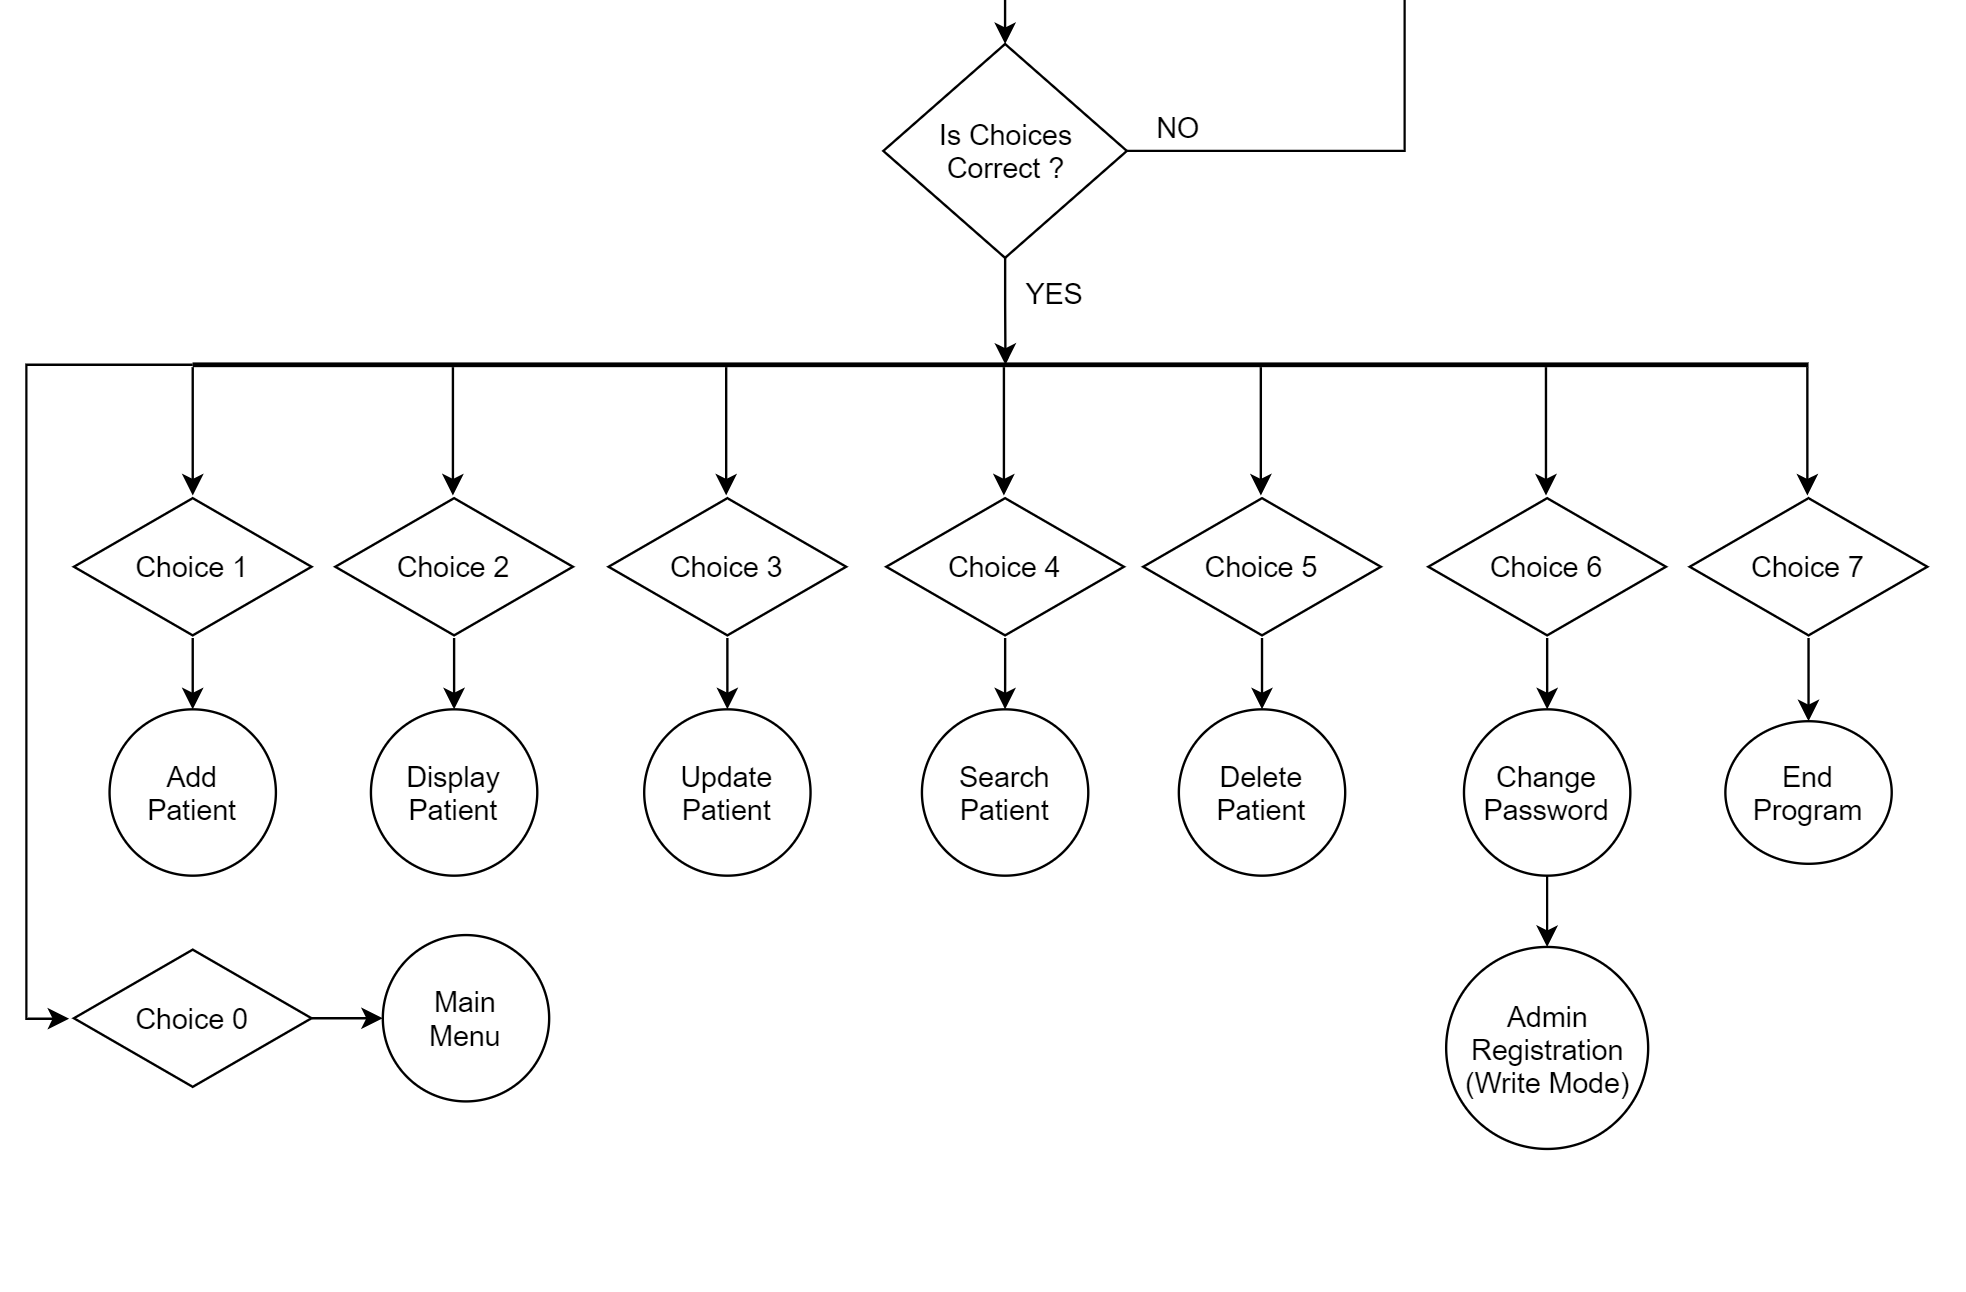 Is Choices
Correct ?
NO
YES
Choice 1
Choice 2
Choice 3
Choice 4
Choice 5
Choice 6
Choice 7
Add
Patient
Display
Patient
Update
Patient
Search
Patient
Delete
Patient
Change
Password
End
Program
Choice 0
Main
Menu
Admin
Registration
(Write Mode)